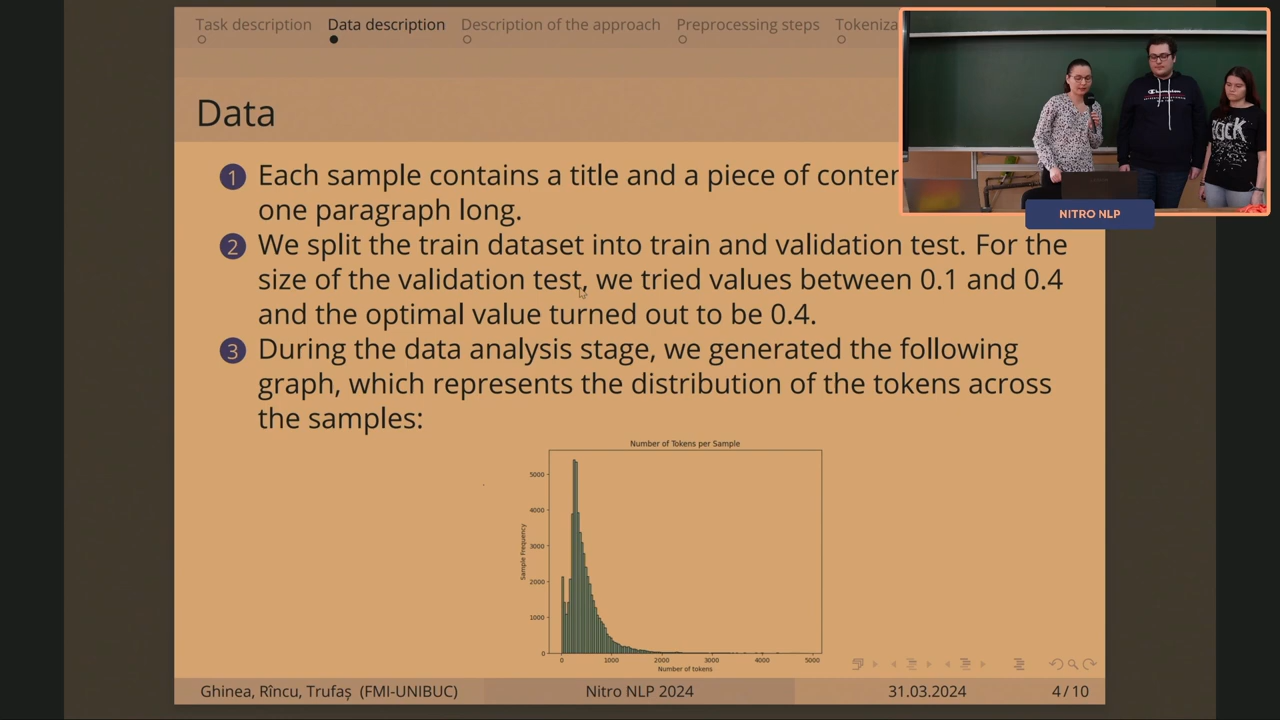 Task description Data description Description of the approach Preprocessing steps
Data
1 Each sample contains a title and a piece of
one paragraph long.
2 We split the train dataset into train and validation test. For the
size of the validation test, we tried values between 0.1 and 0.4
and the optimal value turned out to be 0.4.
3 During the data analysis stage, we generated the following
graph, which represents the distribution of the tokens across
the samples:
NITRO NLP
Number of Tokens per Sample
Sample Frequency
5000
4000
3000
2000
1000
0
0 1000 2000 3000 4000 5000
Number of tokens
Ghinea, Rîncu, Trufaș (FMI-UNIBUC) Nitro NLP 2024 31.03.2024 4/10